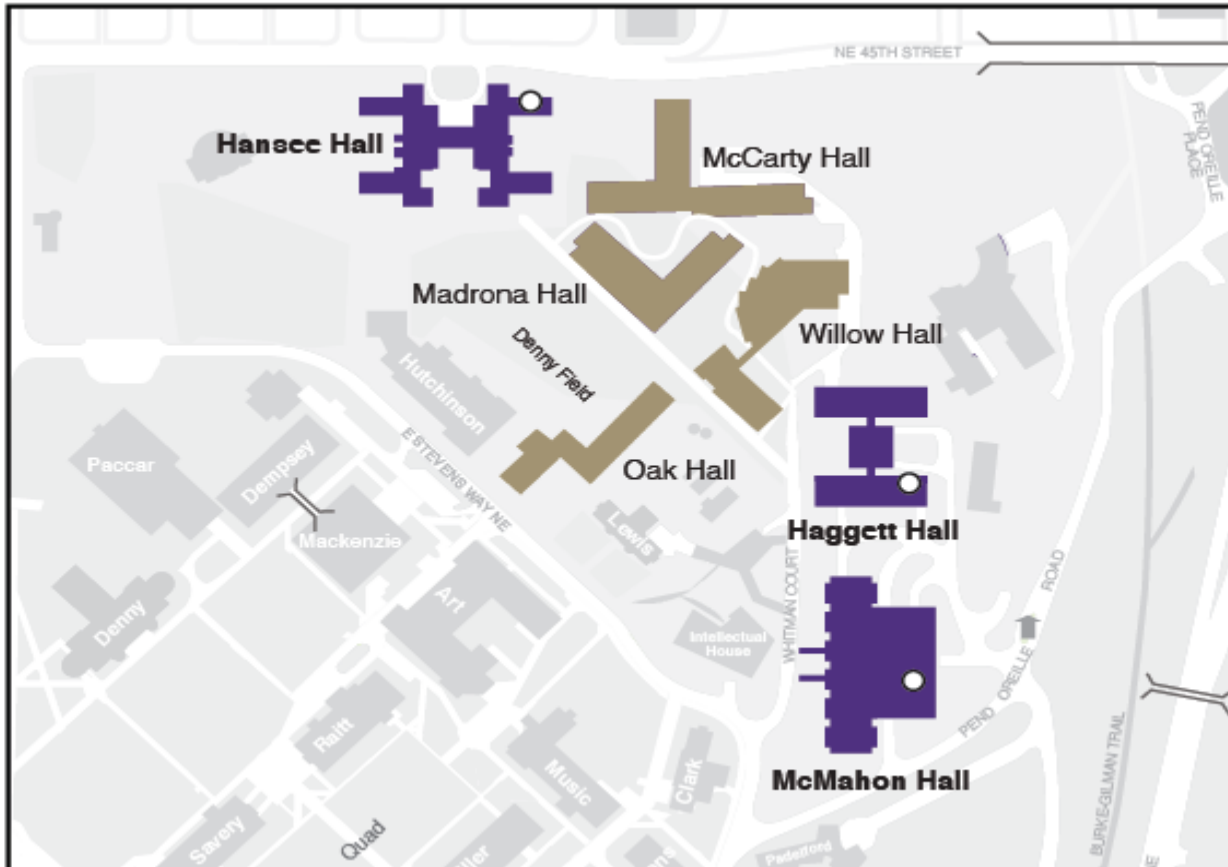 NE 45TH STREET
PEND OREILLE
PLACE
Hansee Hall
McCarty Hall
Madrona Hall
Willow Hall
Denny Field
Hutchinson
Paccar
Dempsey
E STEVENS WAY NE
Oak Hall
Mackenzie
Lewis
Haggett Hall
Denny
Art
WHITMAN COURT
Intellectual
House
PEND OREILLE ROAD
Raitt
Music
Clark
McMahon Hall
BURKE-GILMAN TRAIL
Savery
Quad
Padelford